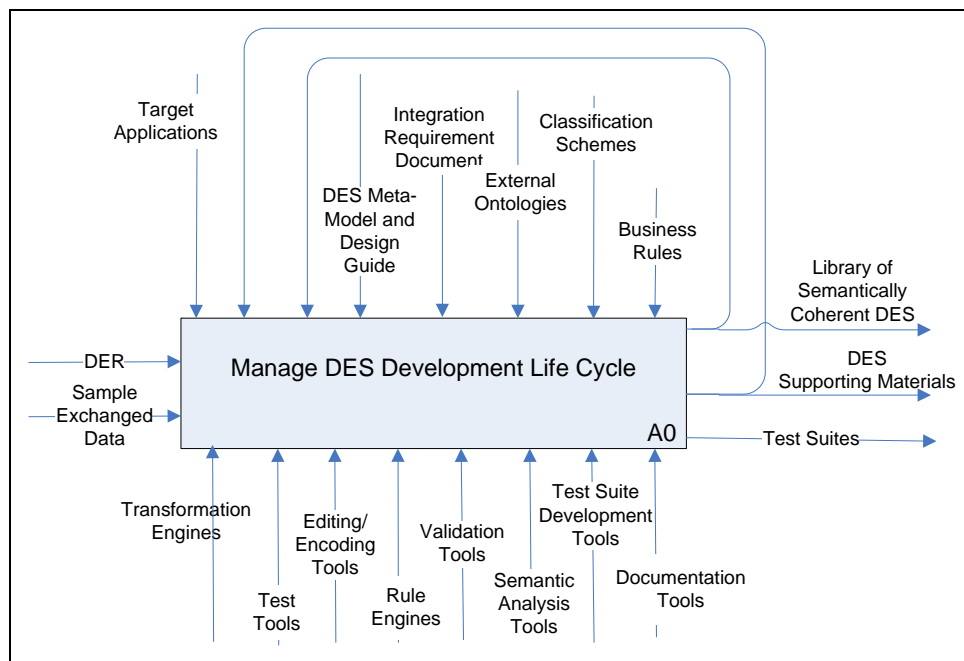 Target
Applications
DES Meta-
Model and
Design
Guide
Integration
Requirement
Document
External
Ontologies
Classification
Schemes
Business
Rules
Library of
Semantically
Coherent DES
DER
Sample
Exchanged
Data
Manage DES Development Life Cycle
A0
DES
Supporting Materials
Test Suites
Transformation
Engines
Test
Tools
Editing/
Encoding
Tools
Rule
Engines
Validation
Tools
Semantic
Analysis
Tools
Test Suite
Development
Tools
Documentation
Tools